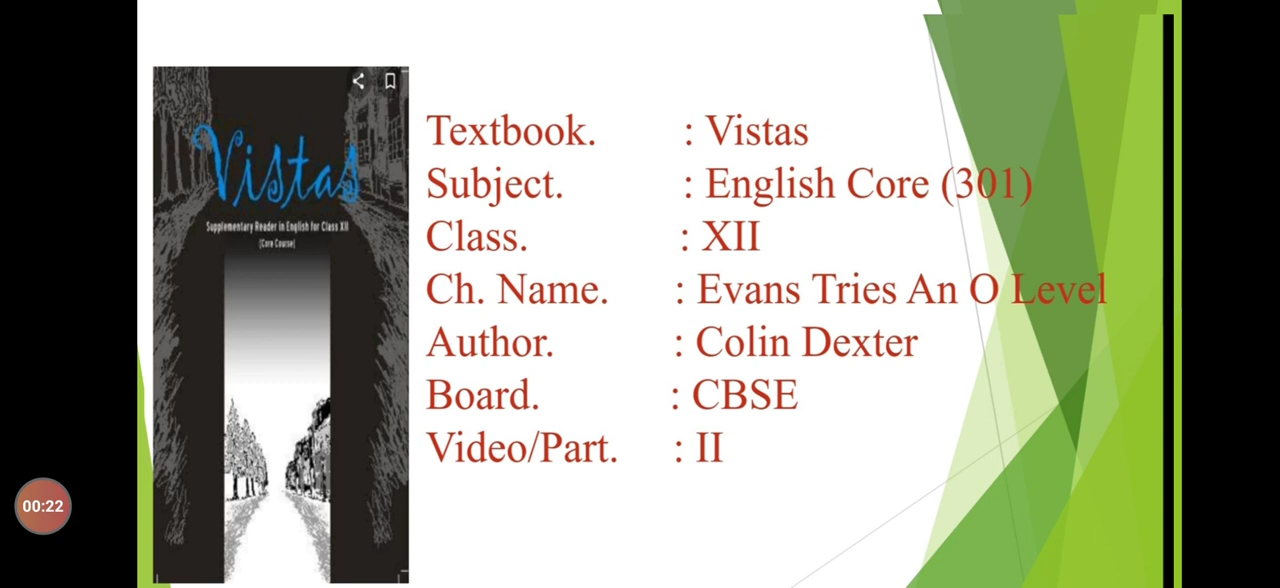 Vistas
Supplementary Reader in English for Class XII
(Core Course)
Textbook. : Vistas
Subject. : English Core (301)
Class. : XII
Ch. Name. : Evans Tries An O Level
Author. : Colin Dexter
Board. : CBSE
Video/Part. : II
00:22